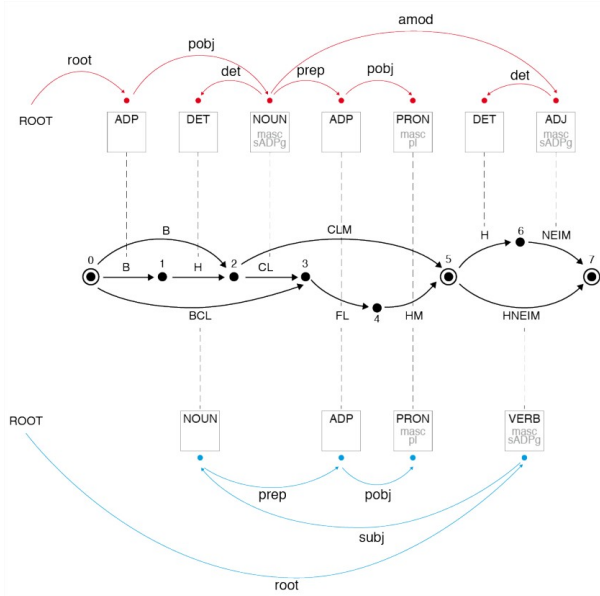 amod
root pobj det prep pobj det
ROOT ADP DET NOUN ADP PRON DET ADJ
masc masc masc
sADPg pl sADPg
B CLM H 6 NEIM
0 B 1 H 2 CL 3 5 7
BCL FL 4 HM HNEIM
ROOT NOUN ADP PRON VERB
masc masc
pl sADPg
prep pobj
subj
root